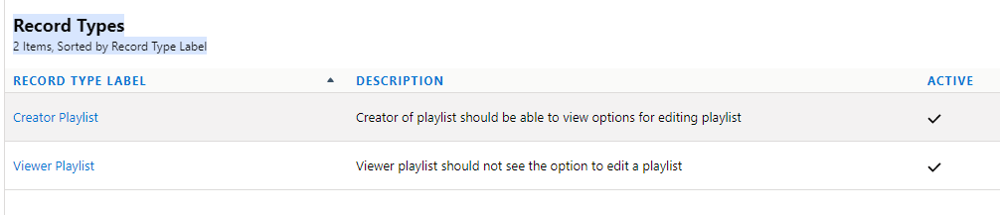 Record Types
2 Items, Sorted by Record Type Label
RECORD TYPE LABEL DESCRIPTION ACTIVE
Creator Playlist Creator of playlist should be able to view options for editing playlist
Viewer Playlist Viewer playlist should not see the option to edit a playlist